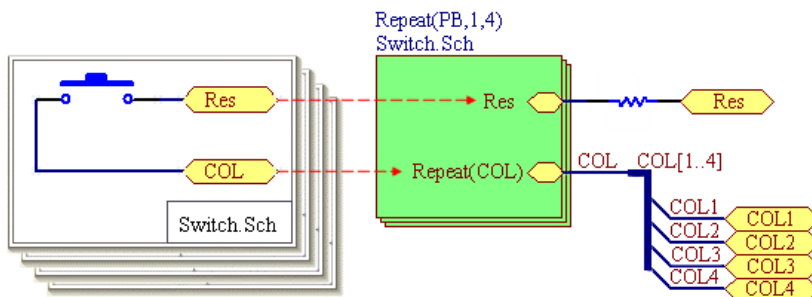 Repeat(PB,1,4)
Switch.Sch
Res
COL
Switch.Sch
Res
Repeat(COL)
Res
COL COL[1..4]
COL1 COL1
COL2 COL2
COL3 COL3
COL4 COL4